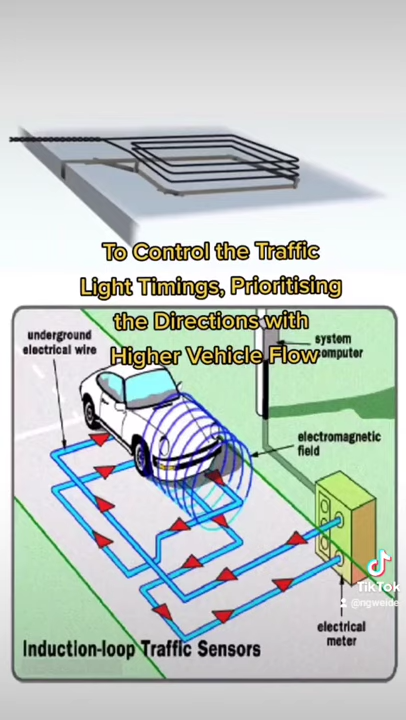 To Control the Traffic
Light Timings, Prioritising
the Directions with
Higher Vehicle Flow
underground
electrical wire
system
computer
electromagnetic
field
electrical
meter
Induction-loop Traffic Sensors
TikTok
@ngweide